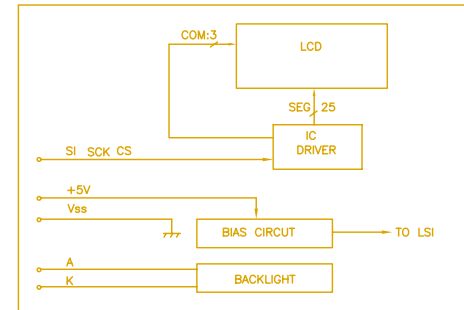 COM:3
LCD
SEG 25
IC
DRIVER
SI SCK CS
+5V
Vss
BIAS CIRCUT
TO LSI
A
K
BACKLIGHT